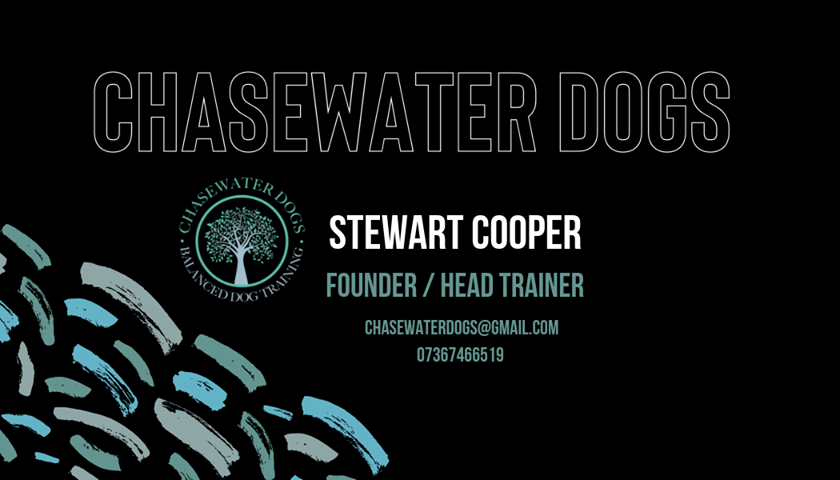 CHASEWATER DOGS
CHASEWATER DOGS
BALANCED DOG TRAINING
STEWART COOPER
FOUNDER / HEAD TRAINER
CHASEWATERDOGS@GMAIL.COM
07367466519